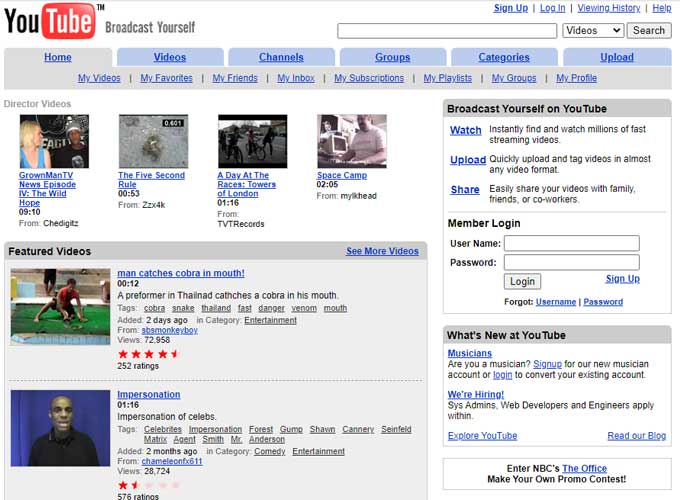 YouTube™ Broadcast Yourself
Sign Up | Log In | Viewing History | Help
Videos Search
Home Videos Channels Groups Categories Upload
My Videos | My Favorites | My Friends | My Inbox | My Subscriptions | My Playlists | My Groups | My Profile
Director Videos
GrownManTV
News Episode
IV: The Wild
Hope
09:10
From: Chedigitz
0.601
The Five Second
Rule
00:53
From: Zzx4k
A Day At The
Races: Towers
of London
01:16
From:
TVTRecords
Space Camp
02:05
From: mylkhead
Featured Videos See More Videos
man catches cobra in mouth!
00:12
A preformer in Thailnad cathches a cobra in his mouth.
Tags: cobra snake thailand fast danger venom mouth
Added: 2 days ago in Category: Entertainment
From: sbsmonkeyboy
Views: 72,958
252 ratings
Impersonation
01:16
Impersonation of celebs.
Tags: Celebrites Impersonation Forest Gump Shawn Cannery Seinfeld
Matrix Agent Smith Mr. Anderson
Added: 2 months ago in Category: Comedy Entertainment
From: chameleonfx611
Views: 28,724
576 ratings
Broadcast Yourself on YouTube
Watch Instantly find and watch millions of fast
streaming videos.
Upload Quickly upload and tag videos in almost
any video format.
Share Easily share your videos with family,
friends, or co-workers.
Member Login
User Name:
Password:
Login Sign Up
Forgot: Username | Password
What's New at YouTube
Musicians
Are you a musician? Signup for our new musician
account or login to convert your existing account.
We're Hiring!
Sys Admins, Web Developers and Engineers apply
within.
Explore YouTube Read our Blog
Enter NBC's The Office
Make Your Own Promo Contest!